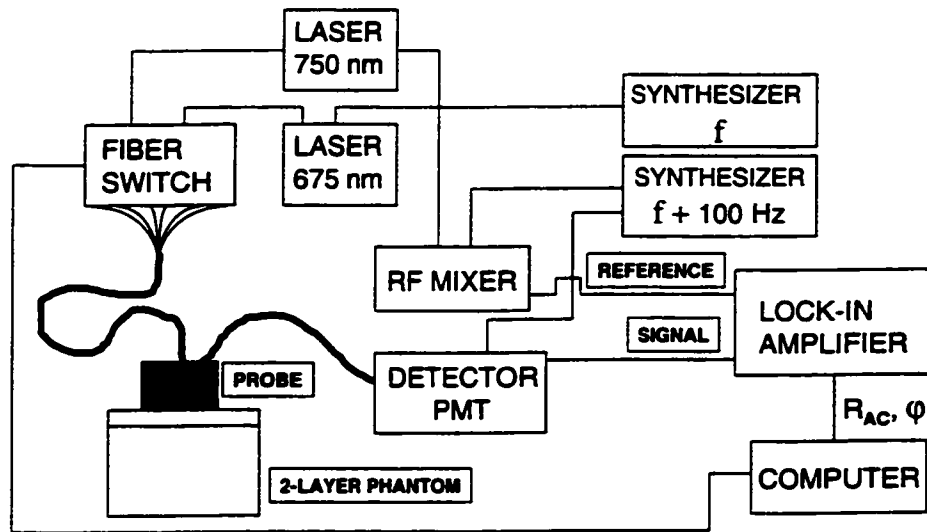 LASER
750 nm
SYNTHESIZER
f
FIBER
SWITCH
LASER
675 nm
SYNTHESIZER
f + 100 Hz
RF MIXER
REFERENCE
LOCK-IN
AMPLIFIER
SIGNAL
DETECTOR
PMT
PROBE
R_AC, φ
2-LAYER PHANTOM
COMPUTER